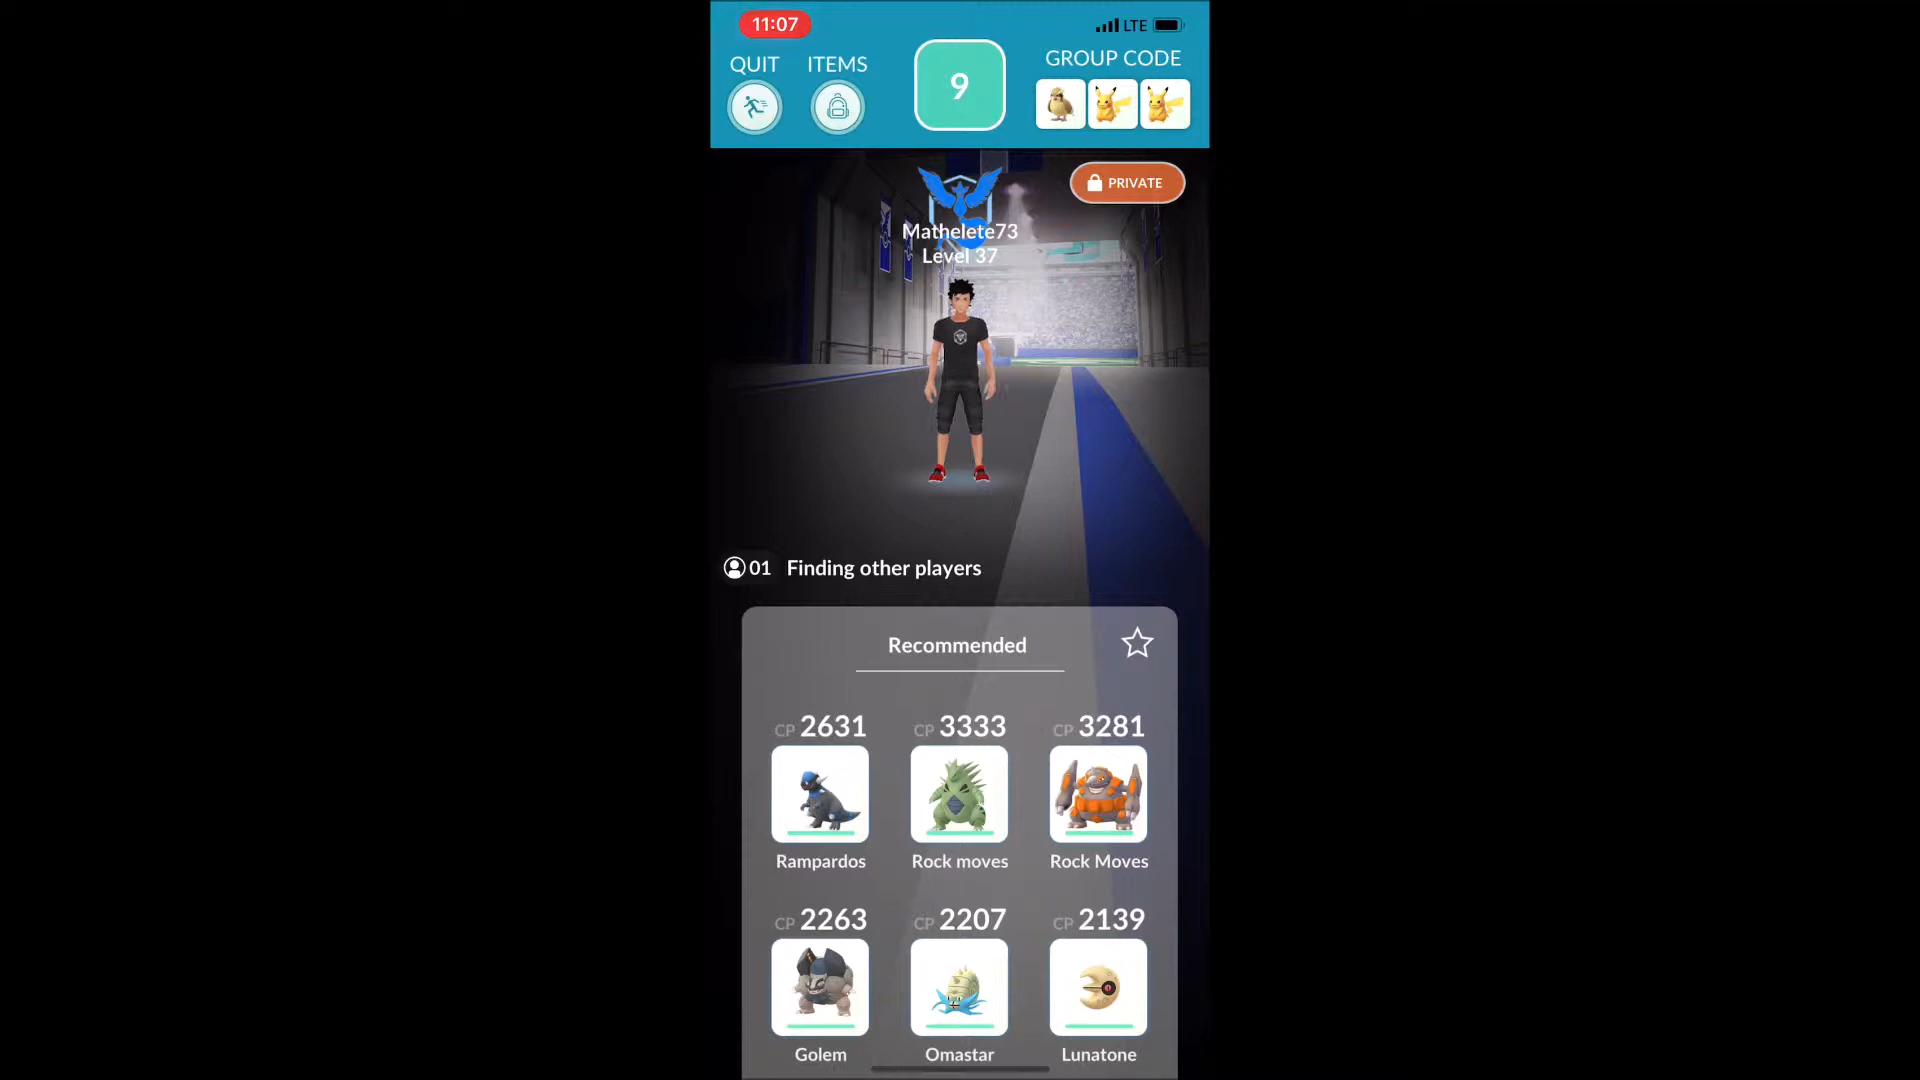 11:07
LTE
QUIT ITEMS
9
GROUP CODE
PRIVATE
Mathelete73
Level 37
01 Finding other players
Recommended
CP 2631 CP 3333 CP 3281
Rampardos Rock moves Rock Moves
CP 2263 CP 2207 CP 2139
Golem Omastar Lunatone